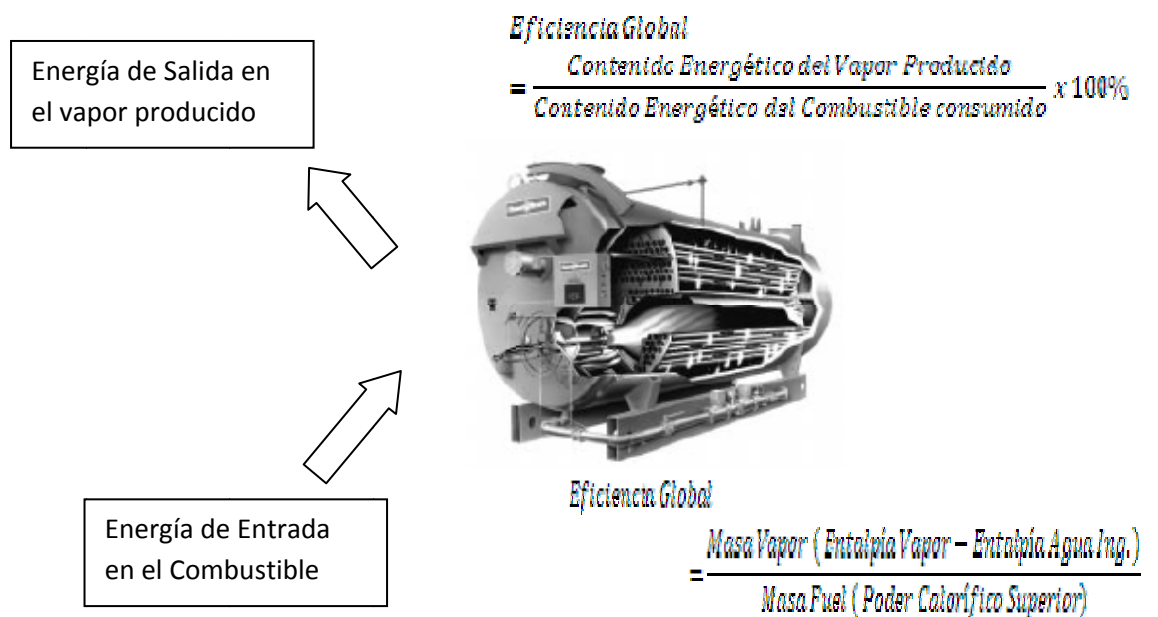 Energía de Salida en
el vapor producido
Eficiencia Global
Contenido Energético del Vapor Producido
= x 100%
Contenido Energético del Combustible consumido
Energía de Entrada
en el Combustible
Eficiencia Global
Masa Vapor ( Entalpía Vapor – Entalpía Agua Ing. )
=
Masa Fuel ( Poder Calorífico Superior)